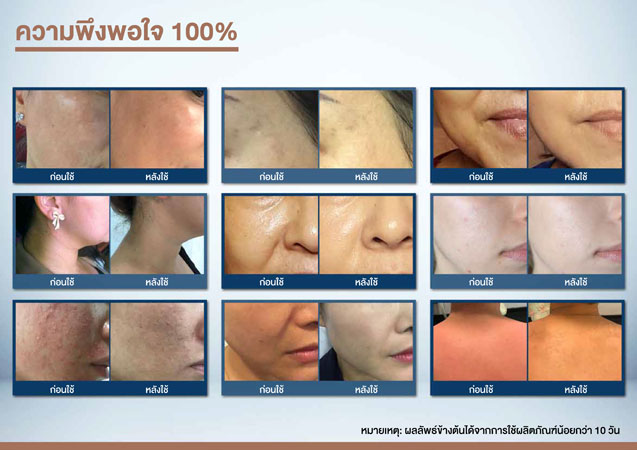 ความพึงพอใจ 100%
ก่อนใช้ หลังใช้ ก่อนใช้ หลังใช้ ก่อนใช้ หลังใช้
ก่อนใช้ หลังใช้ ก่อนใช้ หลังใช้ ก่อนใช้ หลังใช้
ก่อนใช้ หลังใช้ ก่อนใช้ หลังใช้ ก่อนใช้ หลังใช้
หมายเหตุ: ผลลัพธ์ข้างต้นได้จากการใช้ผลิตภัณฑ์น้อยกว่า 10 วัน